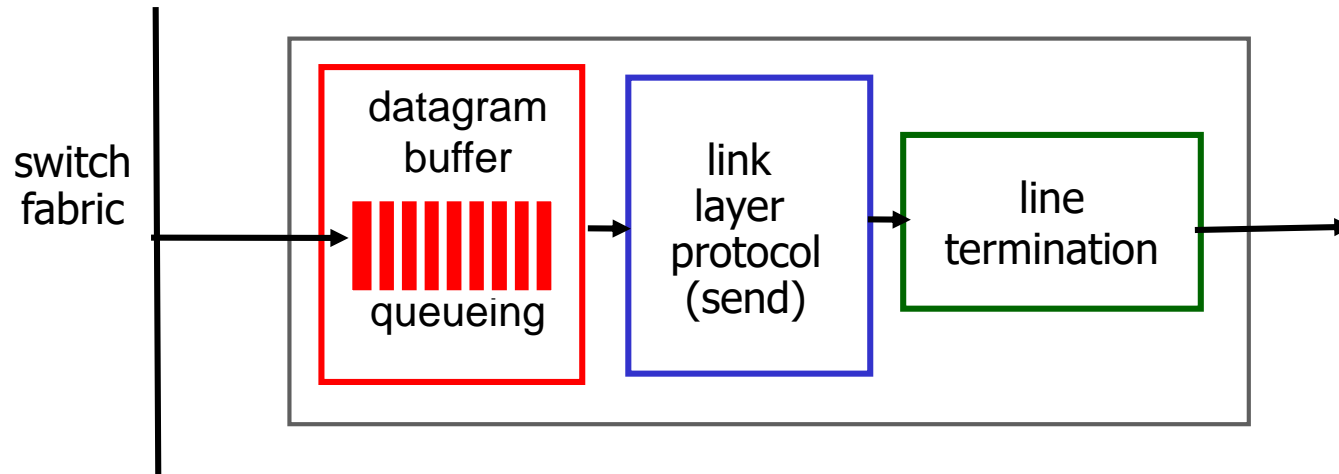 switch
fabric
datagram
buffer
queueing
link
layer
protocol
(send)
line
termination